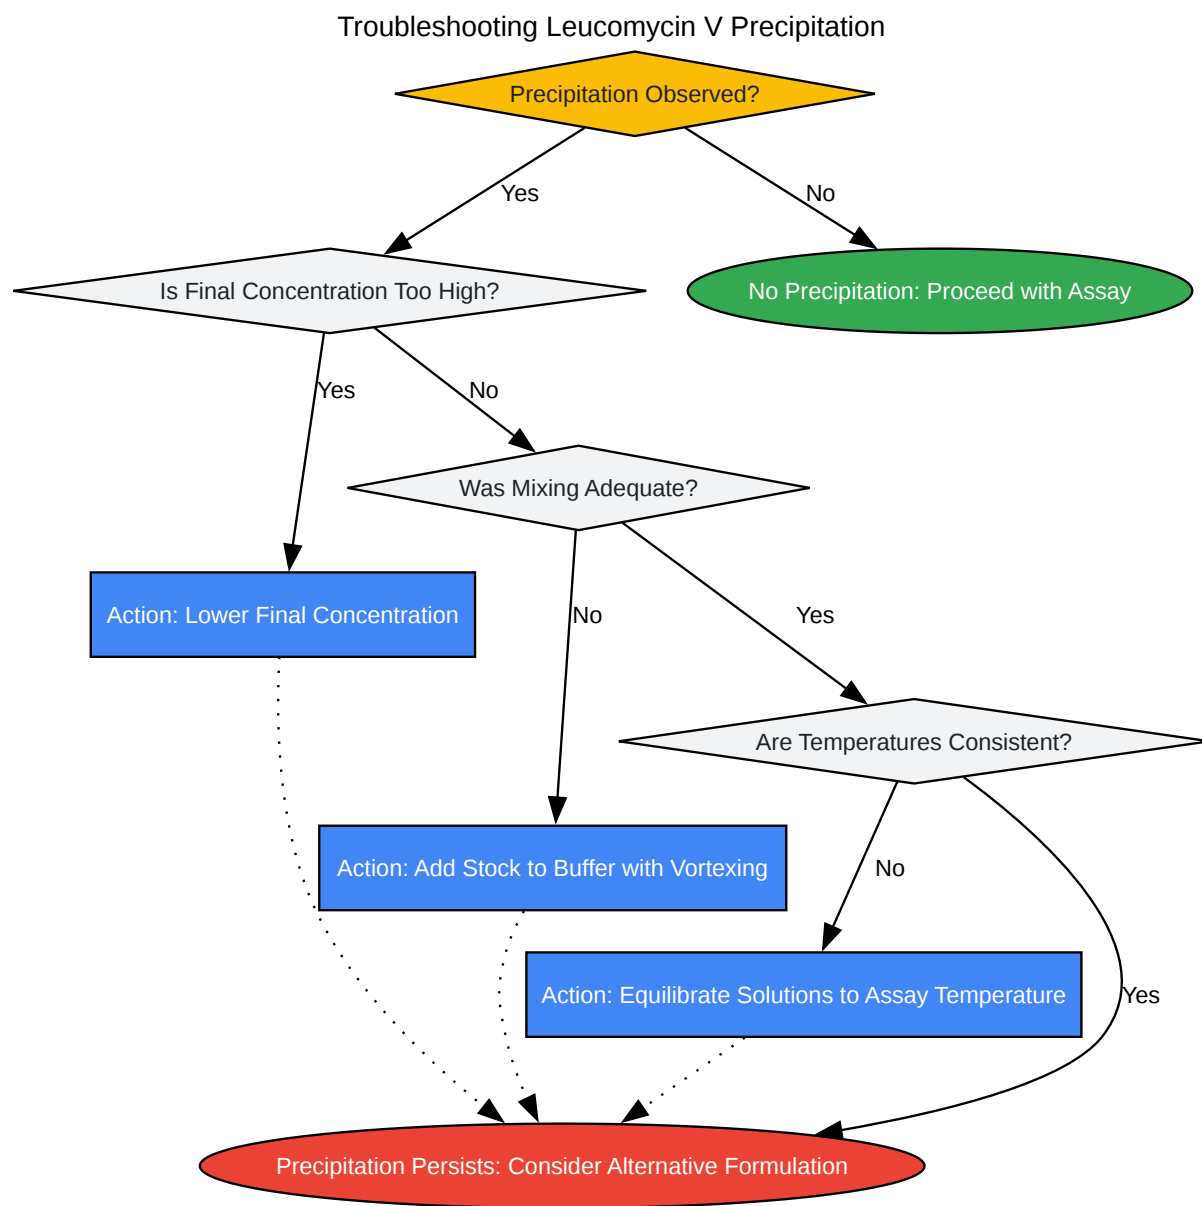 Troubleshooting Leucomycin V Precipitation
Precipitation Observed?
Yes
No
Is Final Concentration Too High?
No Precipitation: Proceed with Assay
Yes
No
Was Mixing Adequate?
Action: Lower Final Concentration
No
Yes
Are Temperatures Consistent?
Action: Add Stock to Buffer with Vortexing
No
Action: Equilibrate Solutions to Assay Temperature
Yes
Precipitation Persists: Consider Alternative Formulation